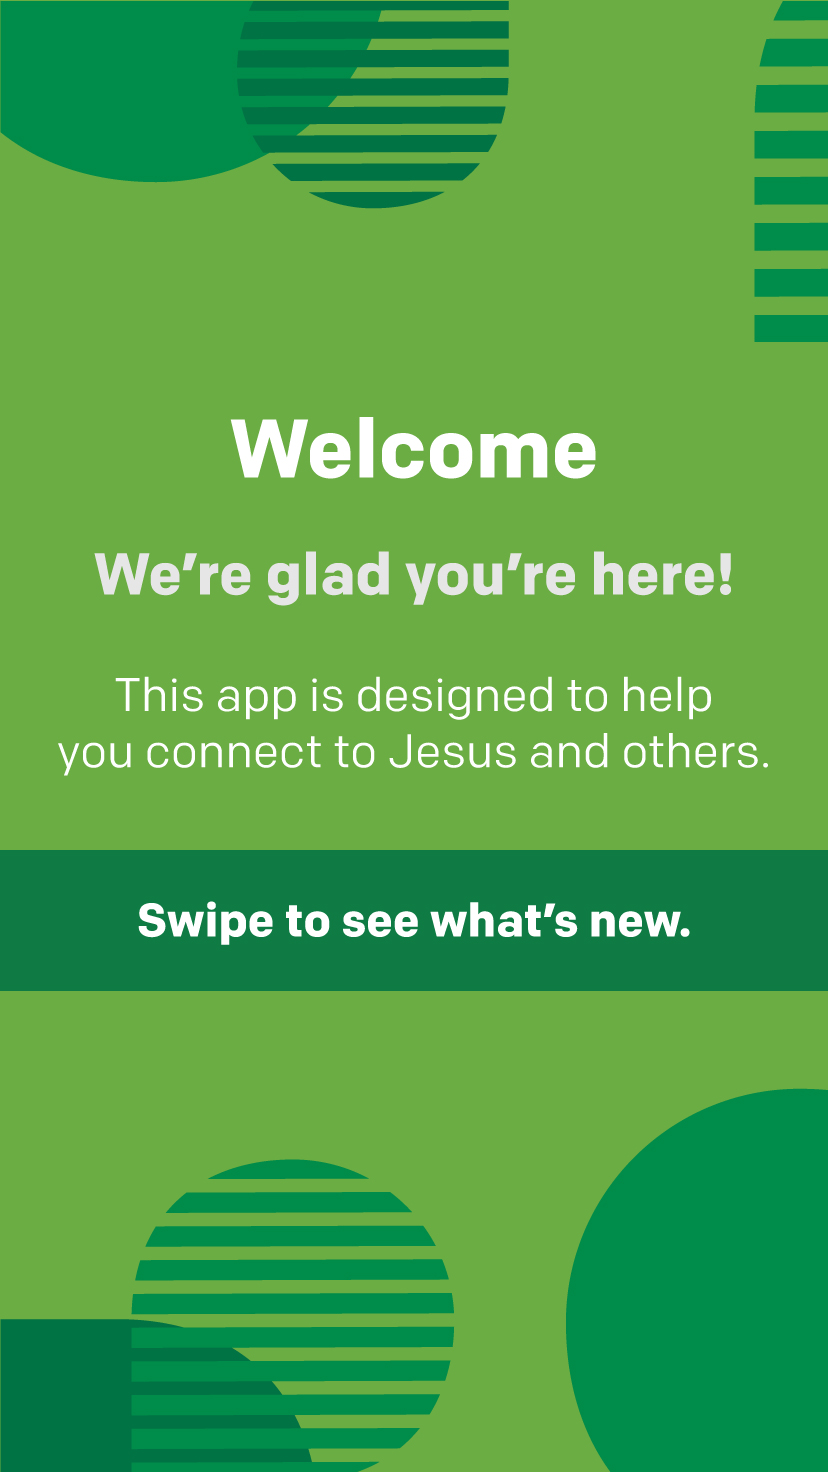 Welcome
We’re glad you’re here!
This app is designed to help
you connect to Jesus and others.
Swipe to see what’s new.